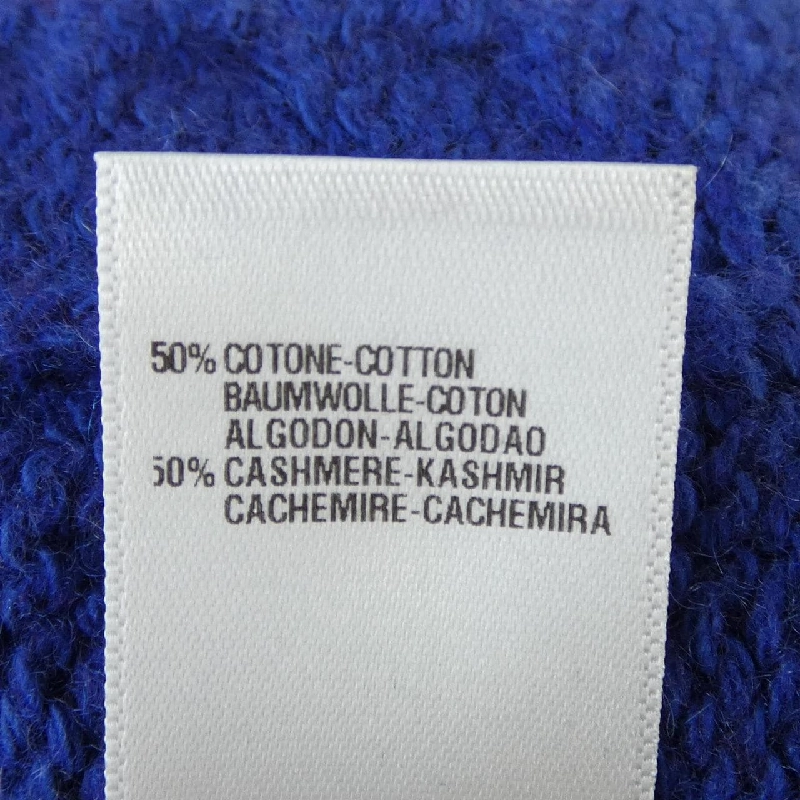 50% COTONE-COTTON
BAUMWOLLE-COTON
ALGODON-ALGODAO
50% CASHMERE-KASHMIR
CACHEMIRE-CACHEMIRA